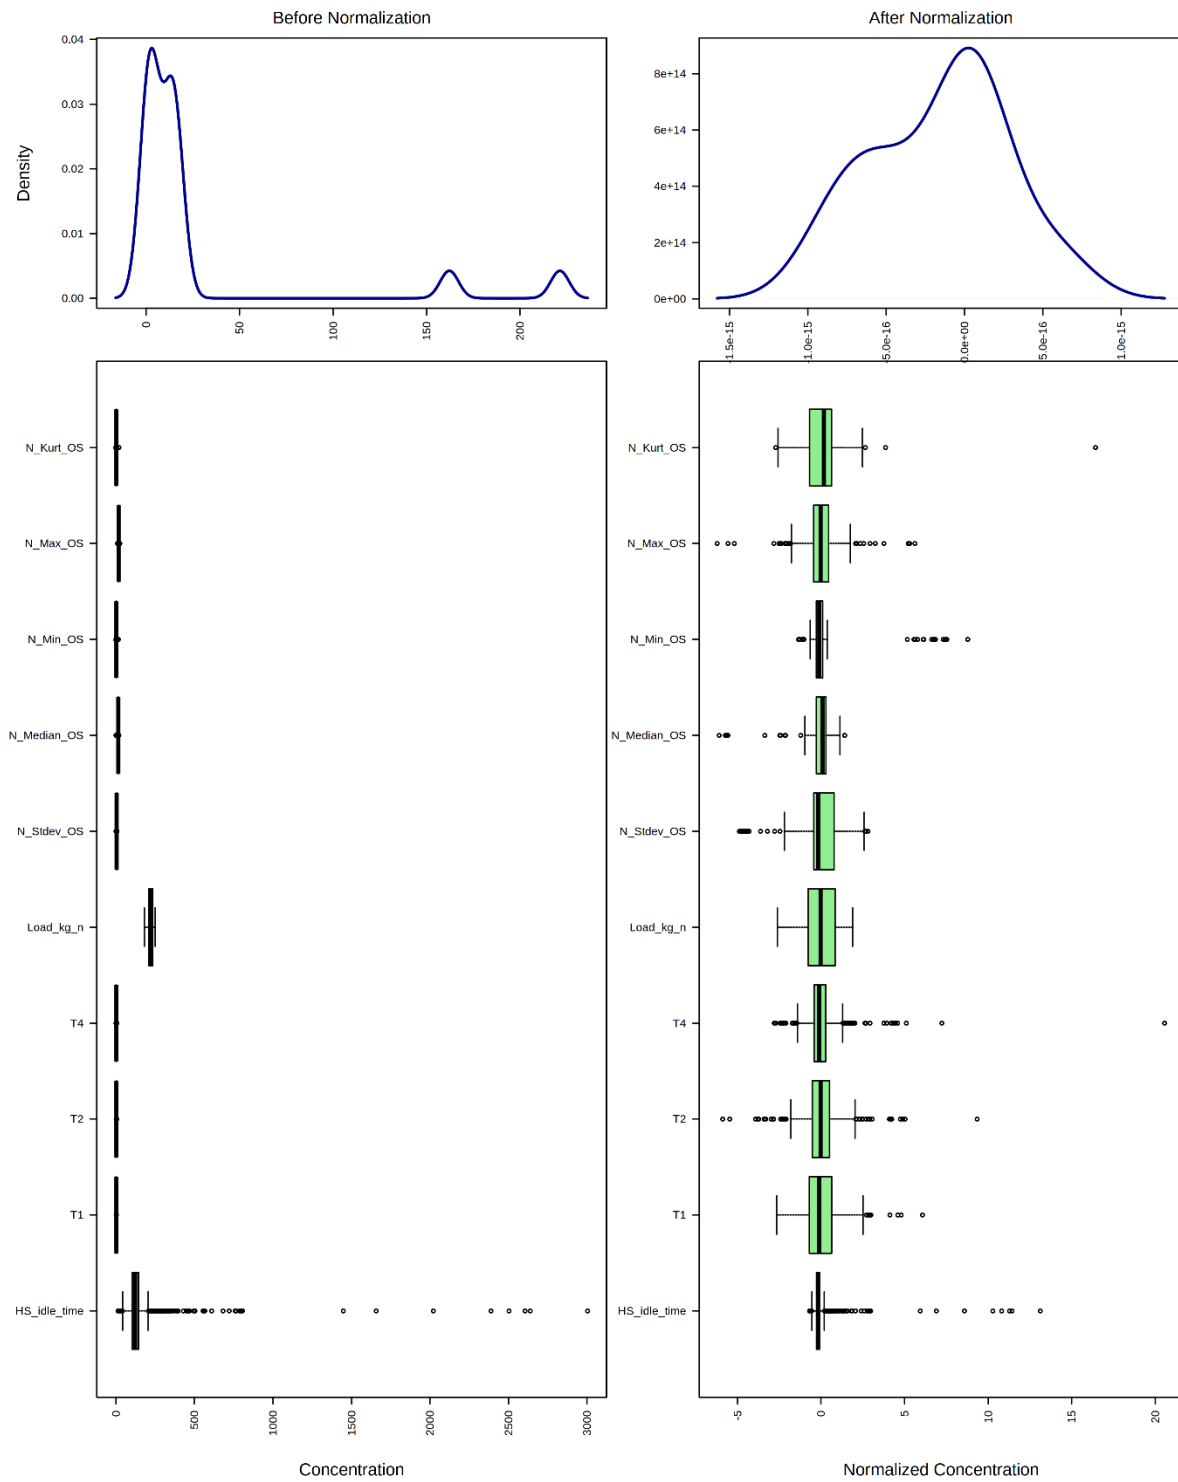 Before Normalization
After Normalization
Density
0.04
0.03
0.02
0.01
0.00
0
50
100
150
200
8e+14
6e+14
4e+14
2e+14
0e+00
1.5e-15
1.0e-15
5.0e-16
0.0e+00
5.0e-16
1.0e-15
N_Kurt_OS
N_Max_OS
N_Min_OS
N_Median_OS
N_Stdev_OS
Load_kg_n
T4
T2
T1
HS_idle_time
0
500
1000
1500
2000
2500
3000
Concentration
N_Kurt_OS
N_Max_OS
N_Min_OS
N_Median_OS
N_Stdev_OS
Load_kg_n
T4
T2
T1
HS_idle_time
-5
0
5
10
15
20
Normalized Concentration